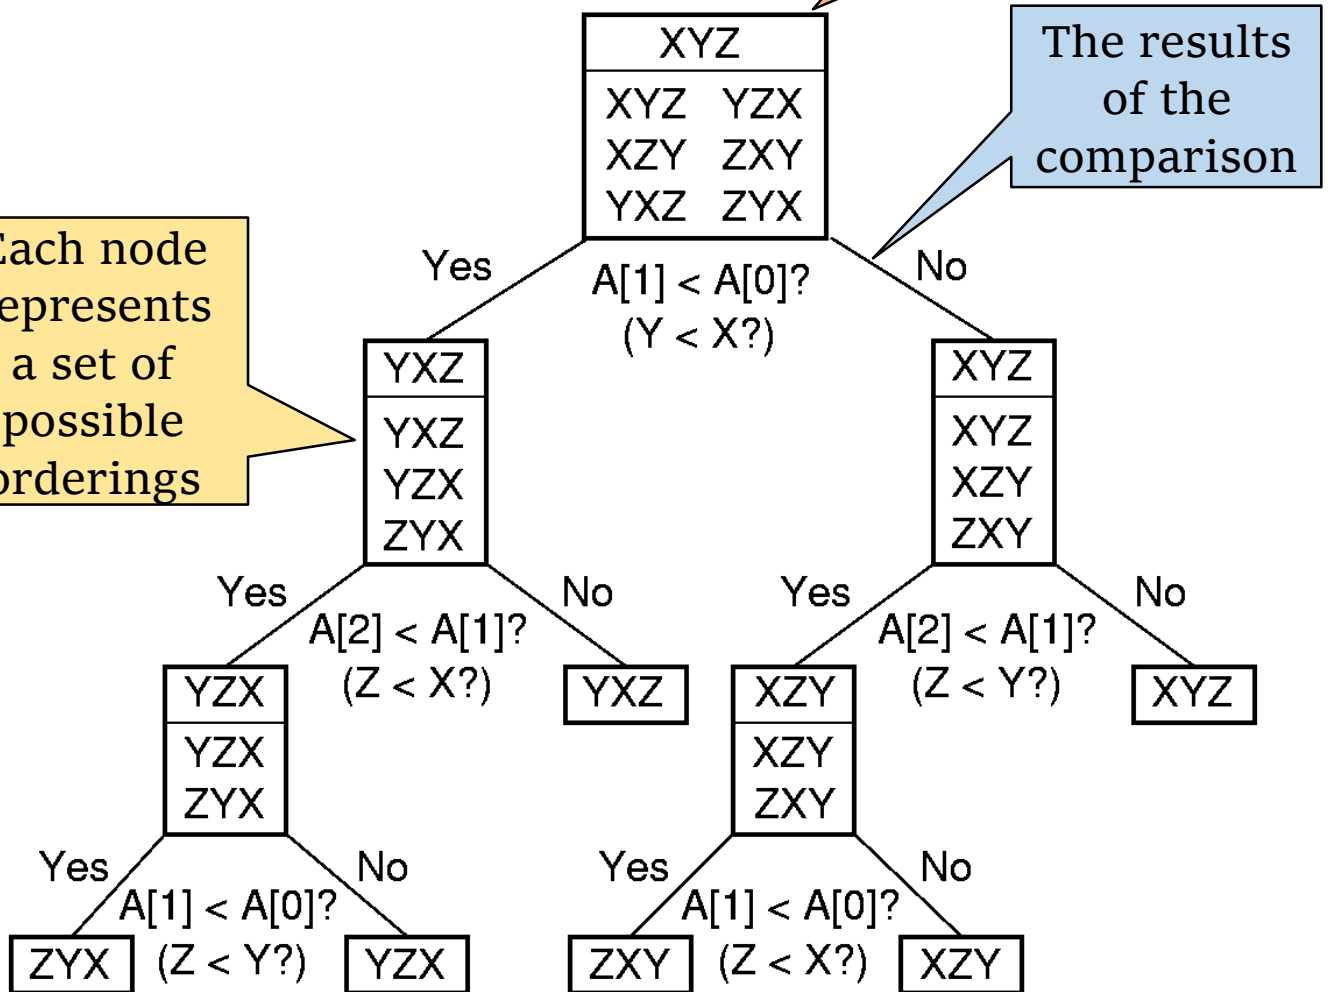 XYZ
XYZ YZX
XZY ZXY
YXZ ZYX
The results
of the
comparison
Each node
represents
a set of
possible
orderings
Yes
A[1] < A[0]?
(Y < X?)
No
YXZ
YXZ
YZX
ZYX
XYZ
XYZ
XZY
ZXY
Yes
A[2] < A[1]?
(Z < X?)
No
Yes
A[2] < A[1]?
(Z < Y?)
No
YZX
YZX
ZYX
YXZ
XZY
XZY
ZXY
XYZ
Yes
A[1] < A[0]?
(Z < Y?)
No
Yes
A[1] < A[0]?
(Z < X?)
No
ZYX
YZX
ZXY
XZY